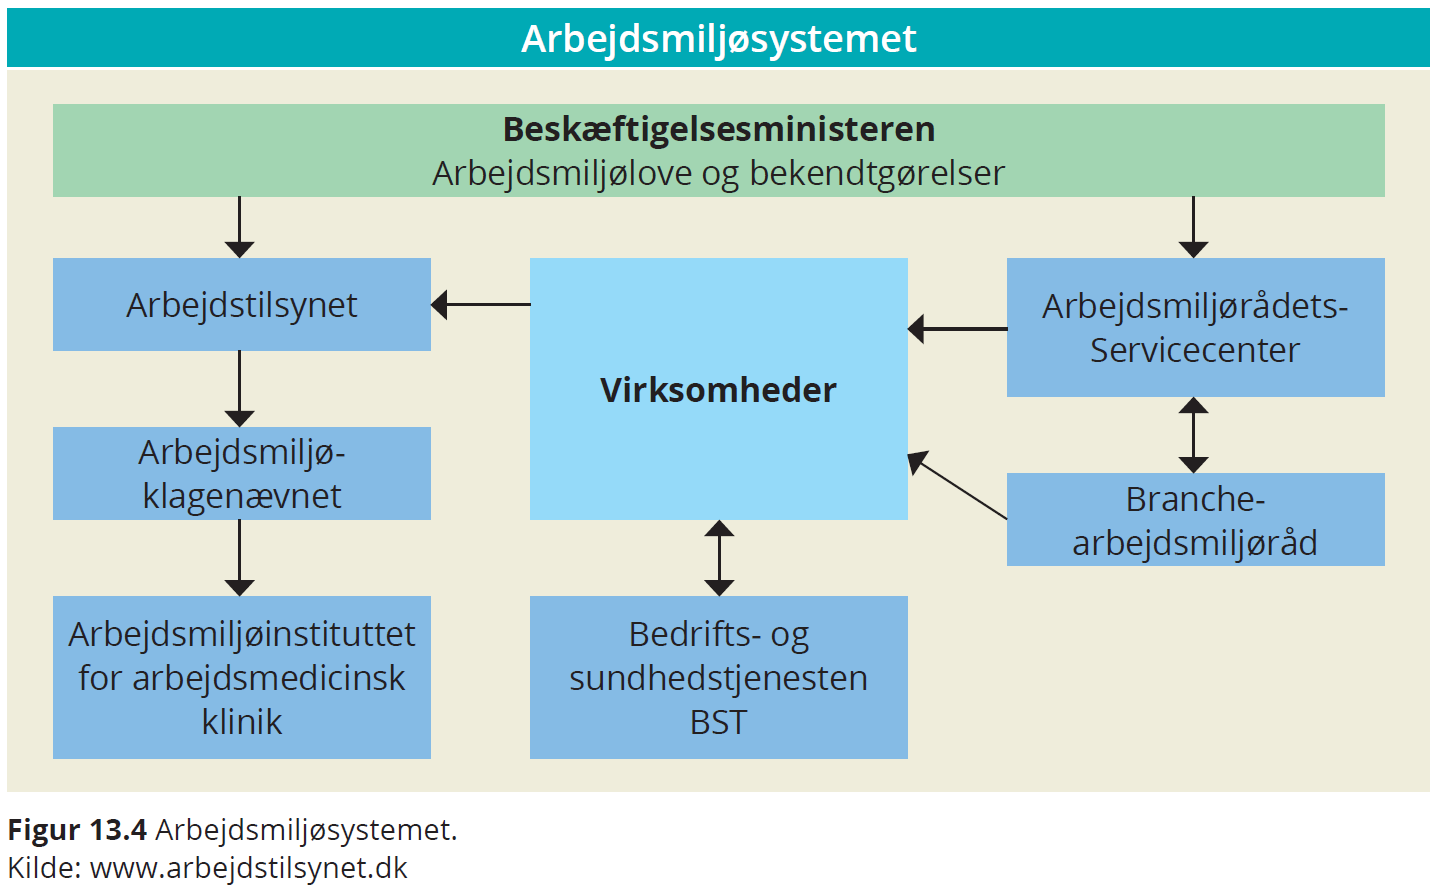 Arbejdsmiljøsystemet
Beskæftigelsesministeren
Arbejdsmiljølove og bekendtgørelser
Arbejdstilsynet
Virksomheder
Arbejdsmiljørådets-
Servicecenter
Arbejdsmiljø-
klagenævnet
Branche-
arbejdsmiljøråd
Arbejdsmiljøinstituttet
for arbejdsmedicinsk
klinik
Bedrifts- og
sundhedstjenesten
BST
Figur 13.4 Arbejdsmiljøsystemet.
Kilde: www.arbejdstilsynet.dk